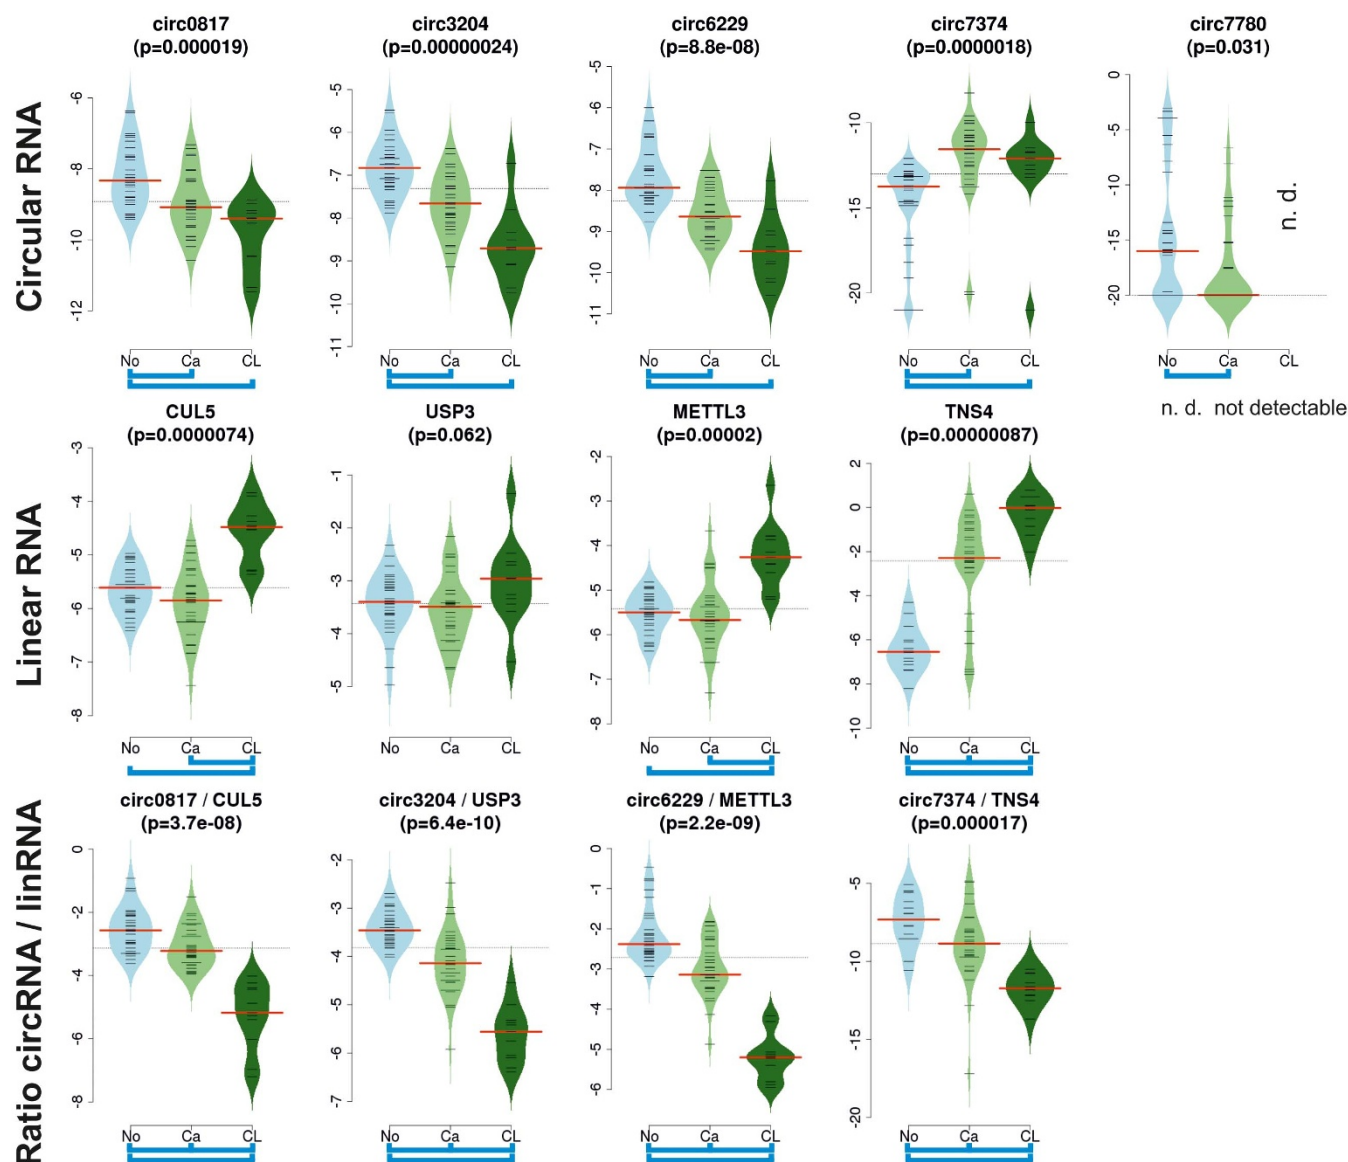 Circular RNA
circ0817
(p=0.000019)
-6
-8
-10
-12
No Ca CL
circ3204
(p=0.00000024)
-5
-6
-7
-8
-9
-10
-11
No Ca CL
circ6229
(p=8.8e-08)
-5
-6
-7
-8
-9
-10
-11
No Ca CL
circ7374
(p=0.0000018)
-10
-15
-20
No Ca CL
circ7780
(p=0.031)
0
-5
-10
-15
-20
n. d.
No Ca CL
n. d. not detectable
Linear RNA
CUL5
(p=0.0000074)
-3
-4
-5
-6
-7
-8
No Ca CL
USP3
(p=0.062)
-1
-2
-3
-4
-5
No Ca CL
METTL3
(p=0.00002)
-2
-3
-4
-5
-6
-7
-8
No Ca CL
TNS4
(p=0.00000087)
2
0
-2
-4
-6
-8
-10
No Ca CL
Ratio circRNA / linRNA
circ0817 / CUL5
(p=3.7e-08)
0
-2
-4
-6
-8
No Ca CL
circ3204 / USP3
(p=6.4e-10)
-2
-3
-4
-5
-6
-7
No Ca CL
circ6229 / METTL3
(p=2.2e-09)
0
-1
-2
-3
-4
-5
-6
No Ca CL
circ7374 / TNS4
(p=0.000017)
-5
-10
-15
-20
No Ca CL